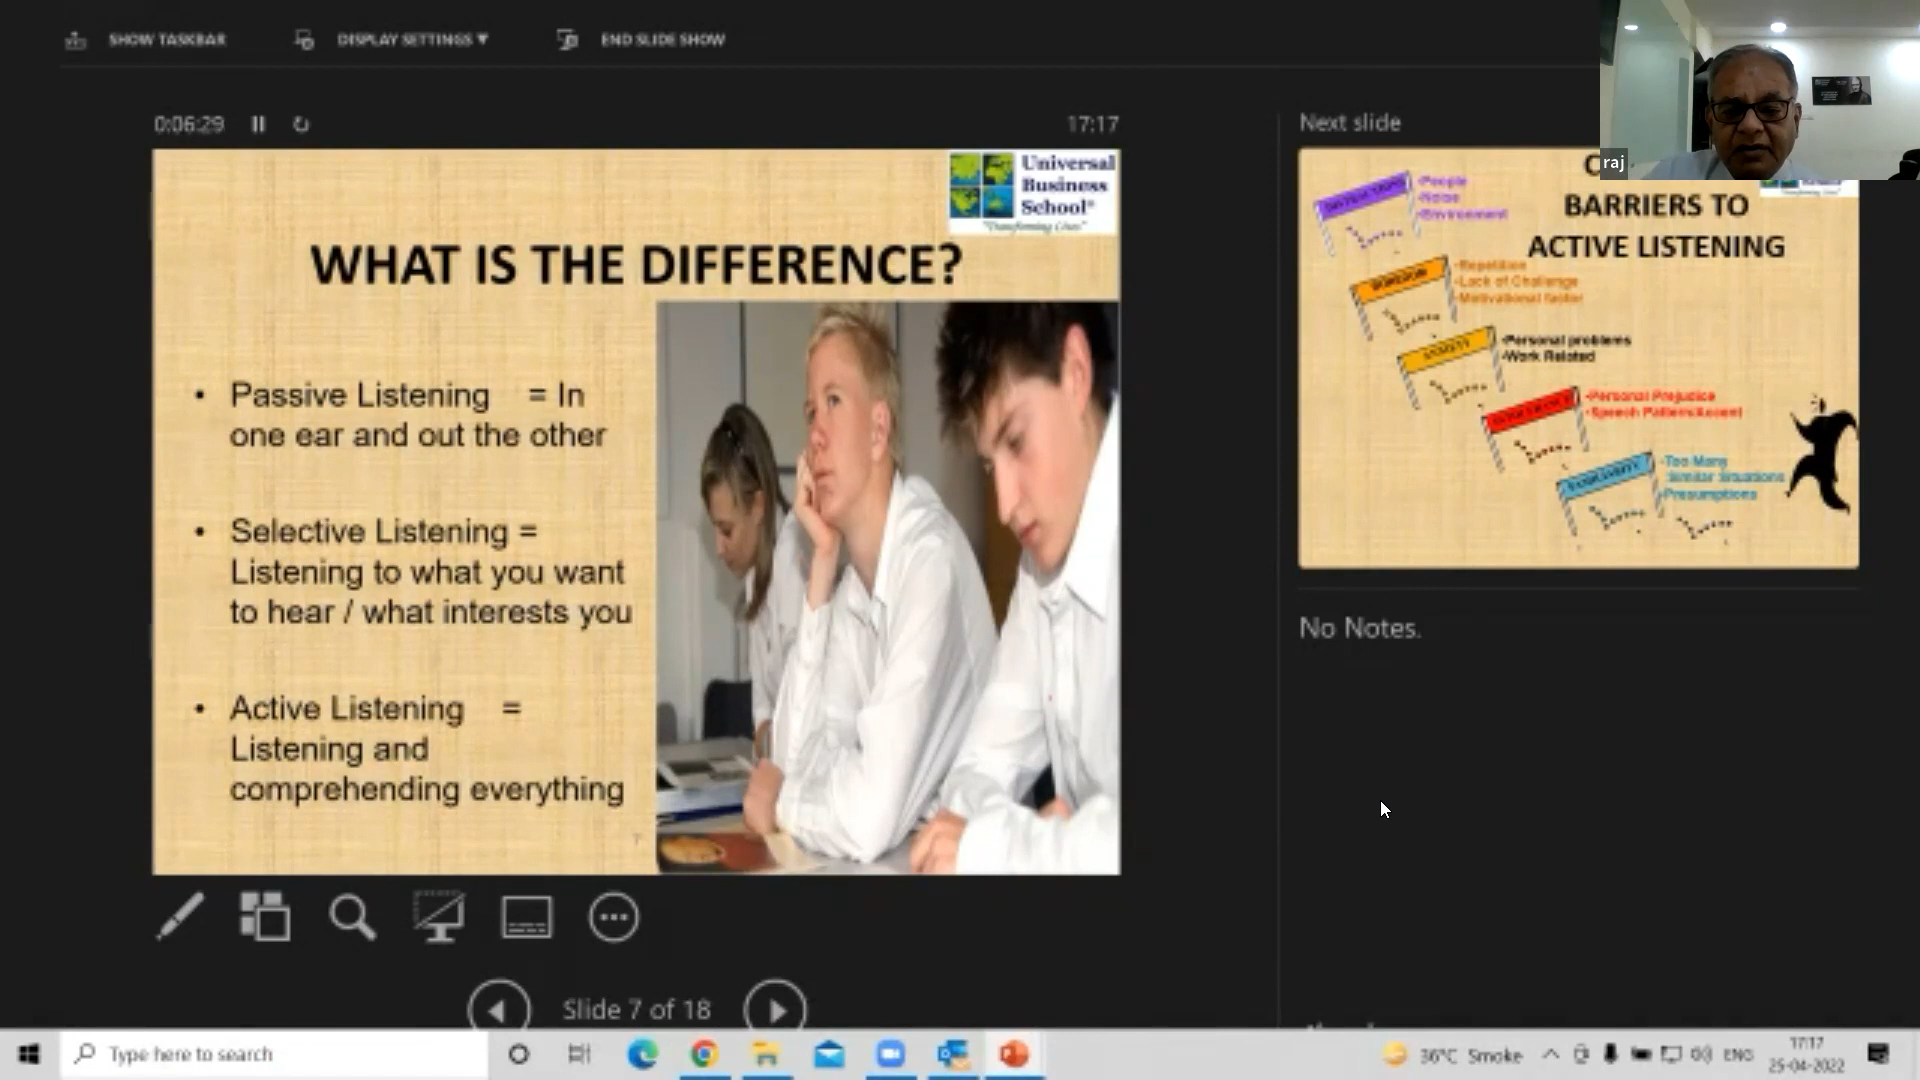 SHOW TASKBAR
DISPLAY SETTINGS ▼
END SLIDE SHOW
0:06:29
17:17
Universal
Business
School®
"Transforming Lives"
WHAT IS THE DIFFERENCE?
• Passive Listening = In
one ear and out the other
• Selective Listening =
Listening to what you want
to hear / what interests you
• Active Listening =
Listening and
comprehending everything
7
Slide 7 of 18
Next slide
raj
BARRIERS TO
ACTIVE LISTENING
•People
•Noise
•Environment
•Repetition
•Lack of Challenge
•Motivational factor
•Personal problems
•Work Related
•Personal Prejudice
•Speech Pattern/Accent
•Too Many
Similar Situations
•Presumptions
No Notes.
Type here to search
36°C Smoke
ENG
17:17
25-04-2022